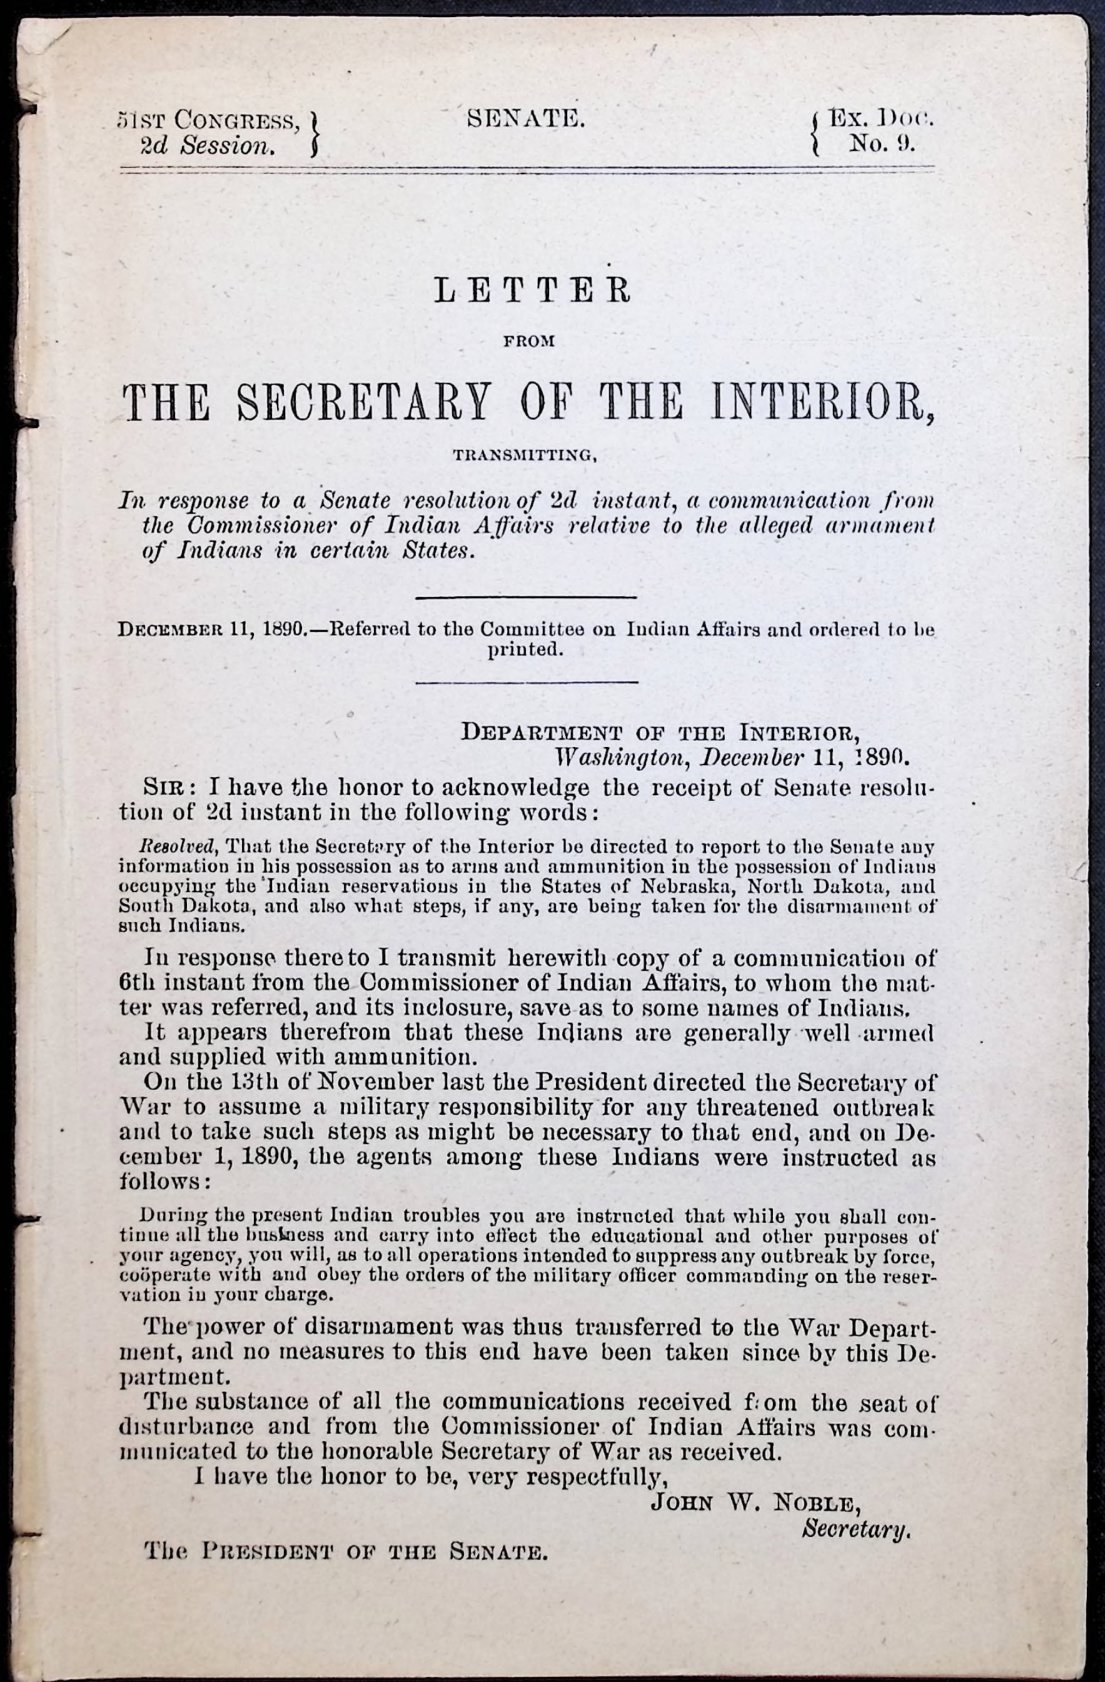 51ST CONGRESS, }
2d Session. }
SENATE.
{ Ex. Doc.
{ No. 9.
LETTER
FROM
THE SECRETARY OF THE INTERIOR,
TRANSMITTING,
In response to a Senate resolution of 2d instant, a communication from
the Commissioner of Indian Affairs relative to the alleged armament
of Indians in certain States.
DECEMBER 11, 1890.—Referred to the Committee on Indian Affairs and ordered to be
printed.
DEPARTMENT OF THE INTERIOR,
Washington, December 11, 1890.
SIR: I have the honor to acknowledge the receipt of Senate resolu-
tion of 2d instant in the following words:
Resolved, That the Secretary of the Interior be directed to report to the Senate any
information in his possession as to arms and ammunition in the possession of Indians
occupying the Indian reservations in the States of Nebraska, North Dakota, and
South Dakota, and also what steps, if any, are being taken for the disarmament of
such Indians.
In response thereto I transmit herewith copy of a communication of
6th instant from the Commissioner of Indian Affairs, to whom the mat-
ter was referred, and its inclosure, save as to some names of Indians.
It appears therefrom that these Indians are generally well armed
and supplied with ammunition.
On the 13th of November last the President directed the Secretary of
War to assume a military responsibility for any threatened outbreak
and to take such steps as might be necessary to that end, and on De-
cember 1, 1890, the agents among these Indians were instructed as
follows:
During the present Indian troubles you are instructed that while you shall con-
tinue all the business and carry into effect the educational and other purposes of
your agency, you will, as to all operations intended to suppress any outbreak by force,
coöperate with and obey the orders of the military officer commanding on the reser-
vation in your charge.
The power of disarmament was thus transferred to the War Depart-
ment, and no measures to this end have been taken since by this De-
partment.
The substance of all the communications received from the seat of
disturbance and from the Commissioner of Indian Affairs was com-
municated to the honorable Secretary of War as received.
I have the honor to be, very respectfully,
JOHN W. NOBLE,
Secretary.
The PRESIDENT OF THE SENATE.